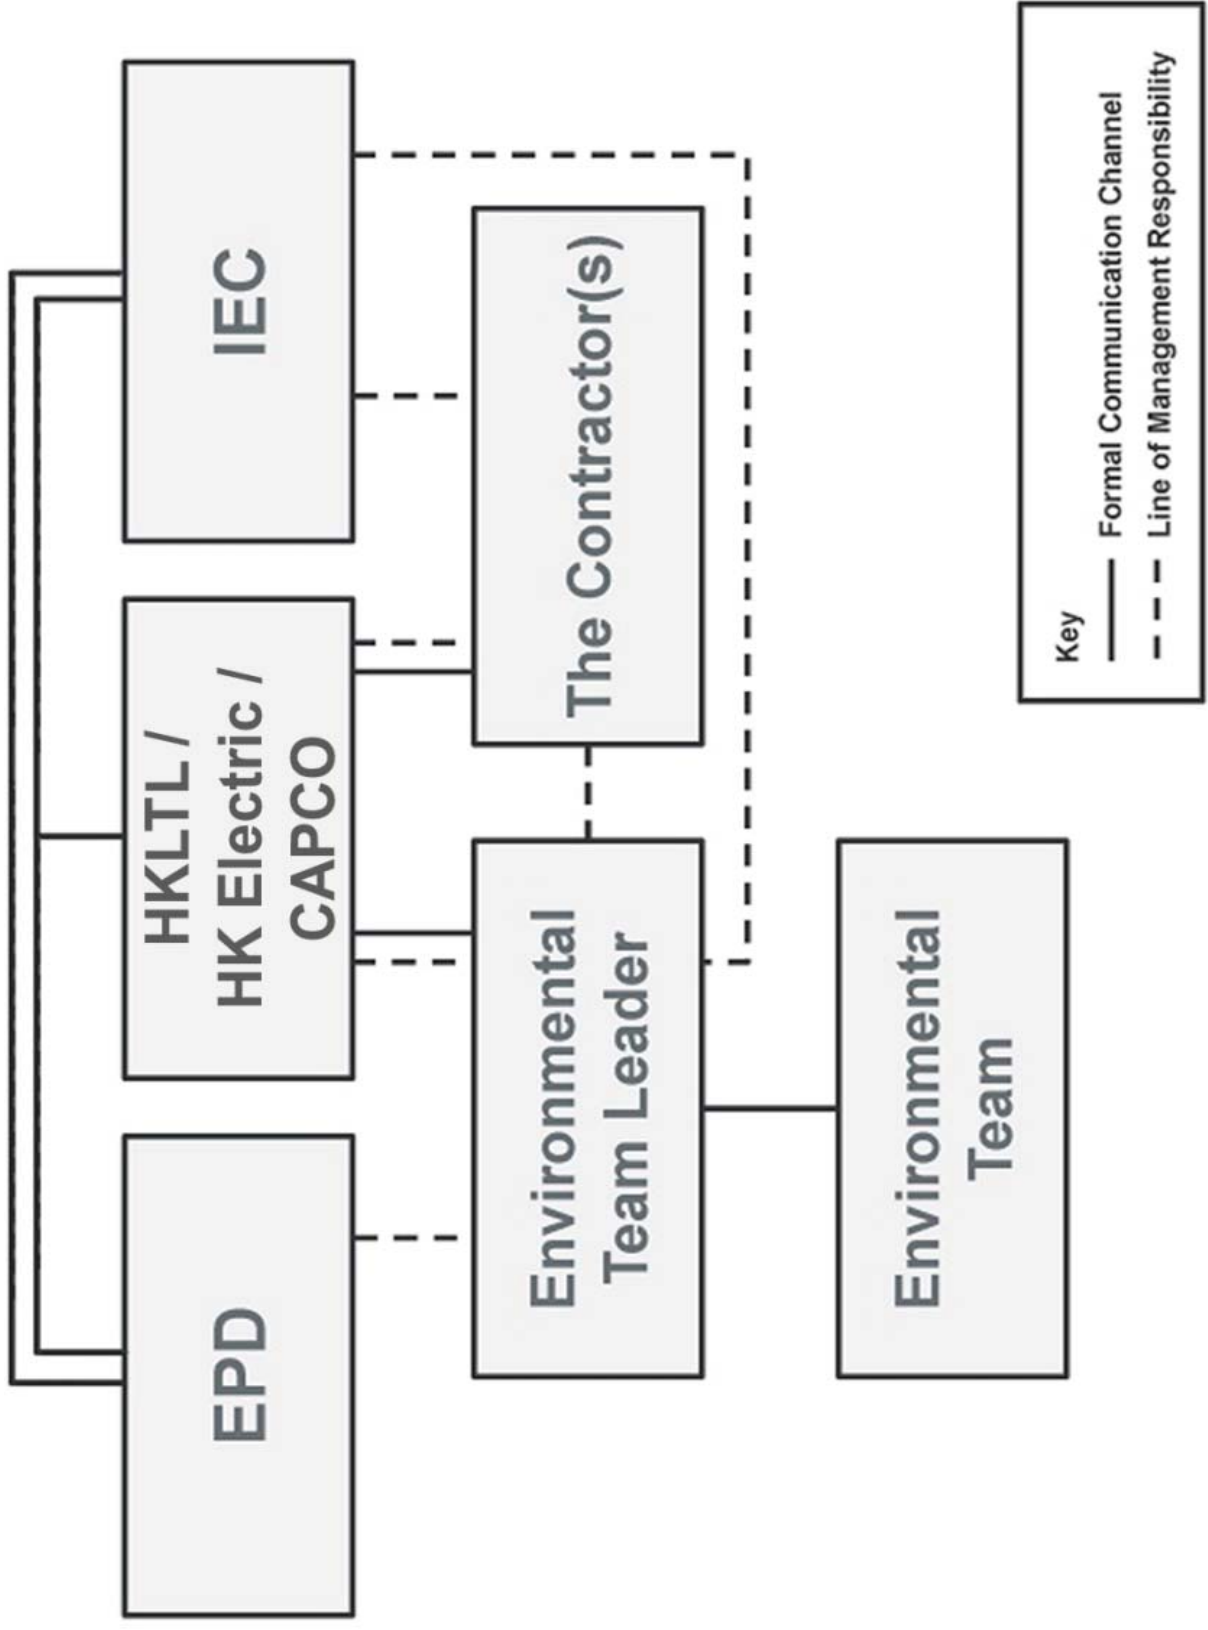 EPD
HKLTL /
HK Electric /
CAPCO
IEC
Environmental
Team Leader
The Contractor(s)
Environmental
Team
Key
Formal Communication Channel
Line of Management Responsibility